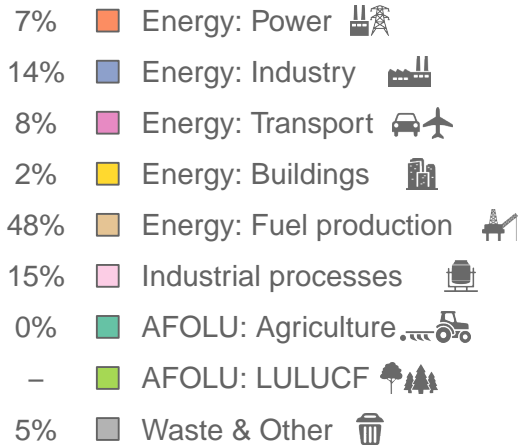 7% Energy: Power
14% Energy: Industry
8% Energy: Transport
2% Energy: Buildings
48% Energy: Fuel production
15% Industrial processes
0% AFOLU: Agriculture
– AFOLU: LULUCF
5% Waste & Other